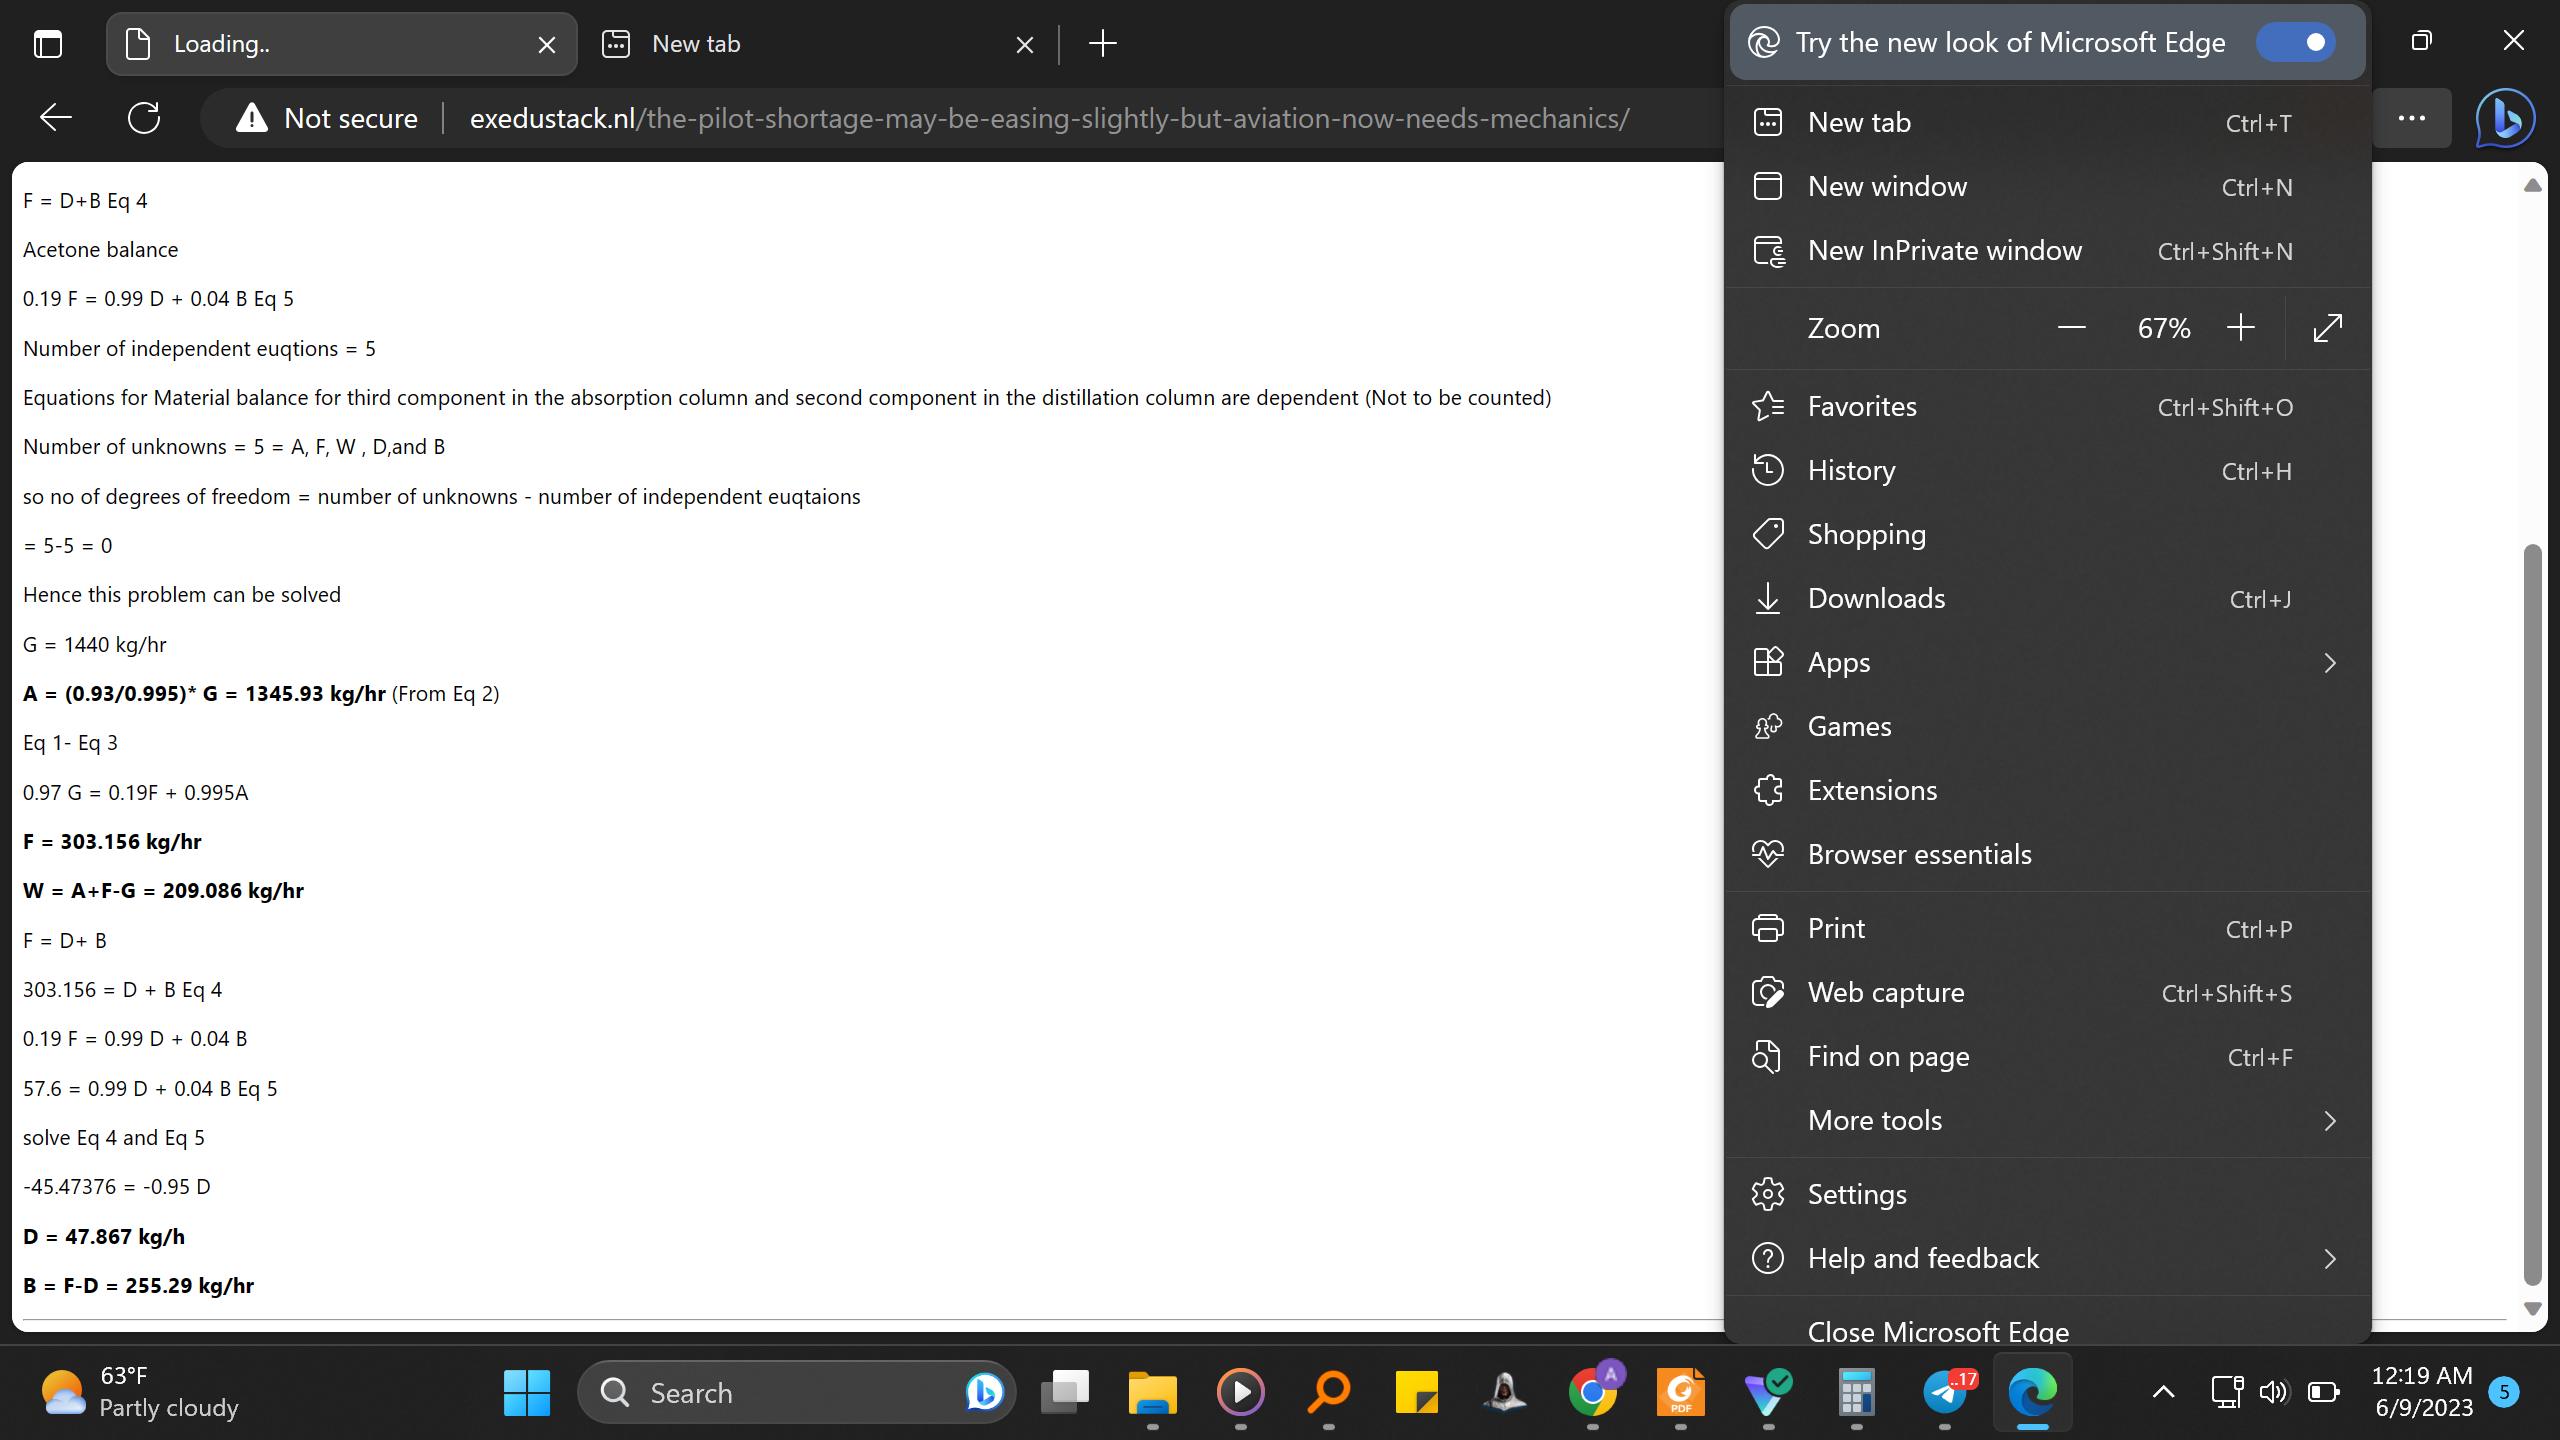 Loading..
New tab
Try the new look of Microsoft Edge
Not secure
exedustack.nl/the-pilot-shortage-may-be-easing-slightly-but-aviation-now-needs-mechanics/
F = D+B Eq 4
Acetone balance
0.19 F = 0.99 D + 0.04 B Eq 5
Number of independent euqtions = 5
Equations for Material balance for third component in the absorption column and second component in the distillation column are dependent (Not to be counted)
Number of unknowns = 5 = A, F, W , D,and B
so no of degrees of freedom = number of unknowns - number of independent euqtaions
= 5-5 = 0
Hence this problem can be solved
G = 1440 kg/hr
A = (0.93/0.995)* G = 1345.93 kg/hr (From Eq 2)
Eq 1- Eq 3
0.97 G = 0.19F + 0.995A
F = 303.156 kg/hr
W = A+F-G = 209.086 kg/hr
F = D+ B
303.156 = D + B Eq 4
0.19 F = 0.99 D + 0.04 B
57.6 = 0.99 D + 0.04 B Eq 5
solve Eq 4 and Eq 5
-45.47376 = -0.95 D
D = 47.867 kg/h
B = F-D = 255.29 kg/hr
New tab Ctrl+T
New window Ctrl+N
New InPrivate window Ctrl+Shift+N
Zoom 67%
Favorites Ctrl+Shift+O
History Ctrl+H
Shopping
Downloads Ctrl+J
Apps
Games
Extensions
Browser essentials
Print Ctrl+P
Web capture Ctrl+Shift+S
Find on page Ctrl+F
More tools
Settings
Help and feedback
Close Microsoft Edge
63°F
Partly cloudy
Search
A
PDF
..17
12:19 AM
6/9/2023
5